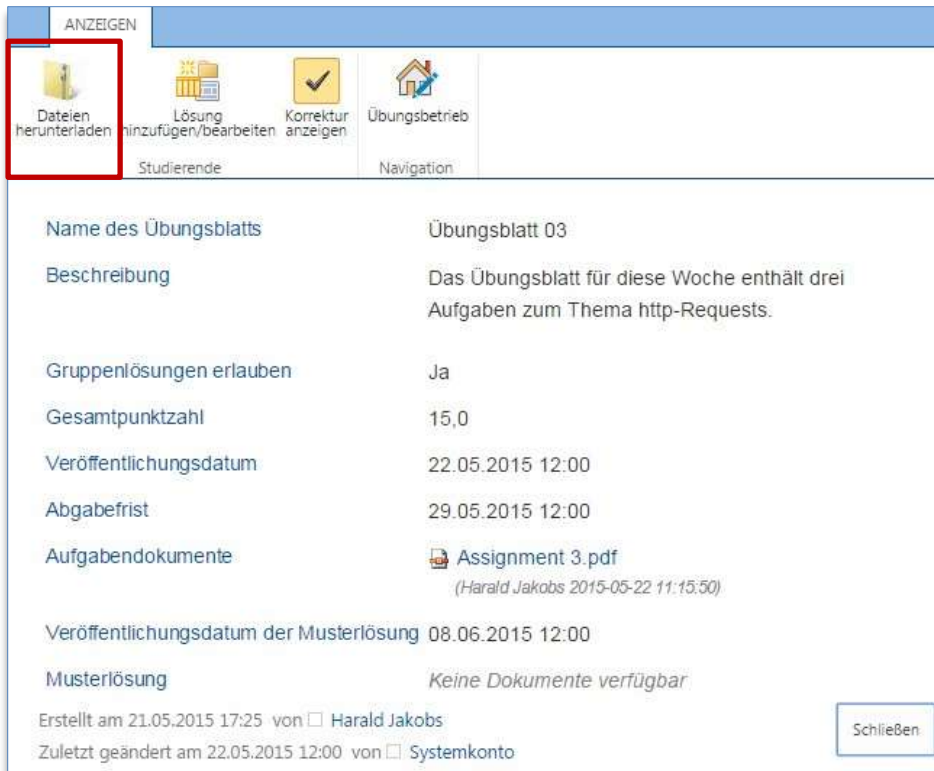 ANZEIGEN
Dateien herunterladen
Lösung hinzufügen/bearbeiten
Korrektur anzeigen
Übungsbetrieb
Studierende
Navigation
Name des Übungsblatts Übungsblatt 03
Beschreibung Das Übungsblatt für diese Woche enthält drei
Aufgaben zum Thema http-Requests.
Gruppenlösungen erlauben Ja
Gesamtpunktzahl 15,0
Veröffentlichungsdatum 22.05.2015 12:00
Abgabefrist 29.05.2015 12:00
Aufgabendokumente Assignment 3.pdf
(Harald Jakobs 2015-05-22 11:15:50)
Veröffentlichungsdatum der Musterlösung 08.06.2015 12:00
Musterlösung Keine Dokumente verfügbar
Erstellt am 21.05.2015 17:25 von Harald Jakobs
Schließen
Zuletzt geändert am 22.05.2015 12:00 von Systemkonto